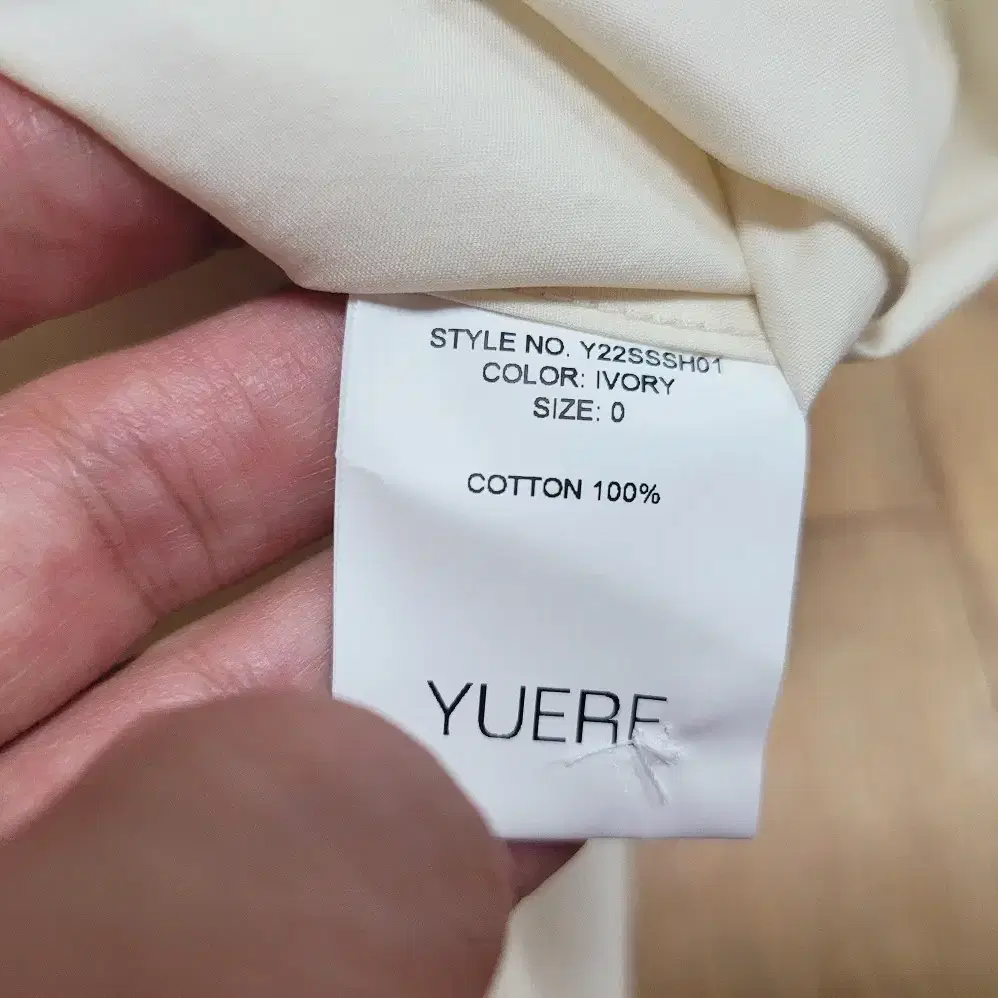 STYLE NO. Y22SSSH01
COLOR: IVORY
SIZE: 0
COTTON 100%
YUERE